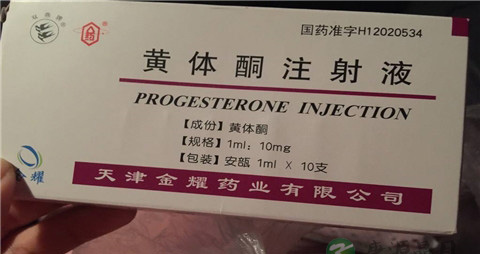 国药准字H12020534
黄体酮注射液
PROGESTERONE INJECTION
【成份】黄体酮
【规格】1ml：10mg
【包装】安瓿 1ml X 10支
天津金耀药业有限公司
金耀